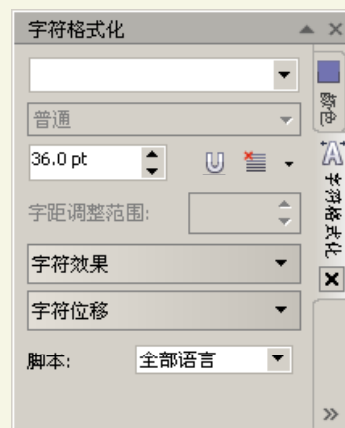 字符格式化
普通
36.0 pt
字距调整范围:
字符效果
字符位移
脚本: 全部语言
颜色
字符格式化